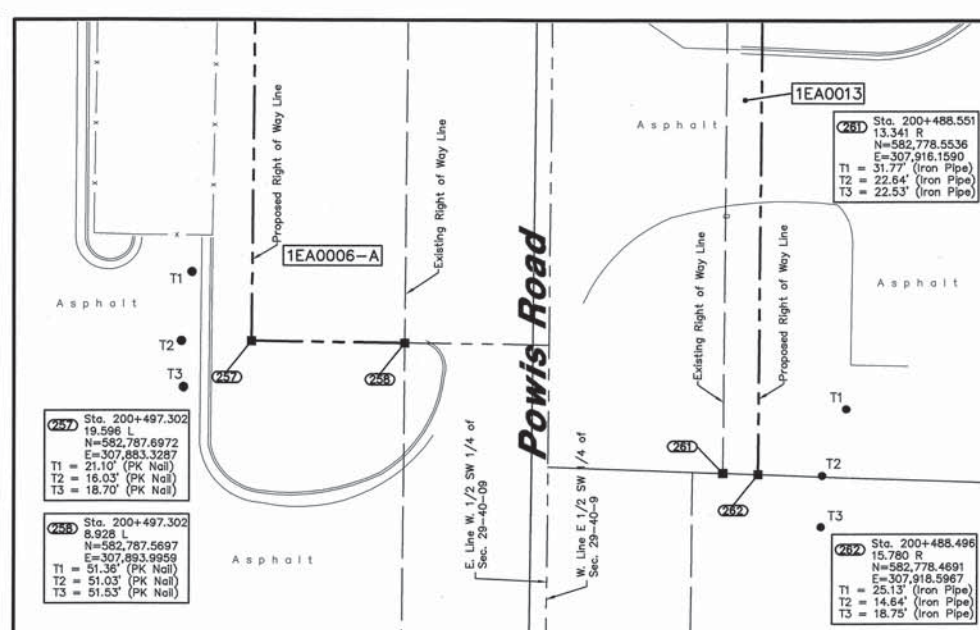 Proposed Right of Way Line
1EA0006-A
Existing Right of Way Line
Asphalt
T1
T2
T3
257
258
257 Sta. 200+497.302
19.596 L
N=582,787.6972
E=307,883.3287
T1 = 21.10' (PK Nail)
T2 = 16.03' (PK Nail)
T3 = 18.70' (PK Nail)
258 Sta. 200+497.302
8.928 L
N=582,787.5697
E=307,893.9959
T1 = 51.36' (PK Nail)
T2 = 51.03' (PK Nail)
T3 = 51.53' (PK Nail)
Asphalt
Powis Road
E. Line W. 1/2 SW 1/4 of
Sec. 29-40-09
W. Line E 1/2 SW 1/4 of
Sec. 29-40-9
1EA0013
Asphalt
261 Sta. 200+488.551
13.341 R
N=582,778.5536
E=307,916.1590
T1 = 31.77' (Iron Pipe)
T2 = 22.64' (Iron Pipe)
T3 = 22.53' (Iron Pipe)
Existing Right of Way Line
Proposed Right of Way Line
Asphalt
T1
T2
T3
261
262
262 Sta. 200+488.496
15.780 R
N=582,778.4691
E=307,918.5967
T1 = 25.13' (Iron Pipe)
T2 = 14.64' (Iron Pipe)
T3 = 18.75' (Iron Pipe)